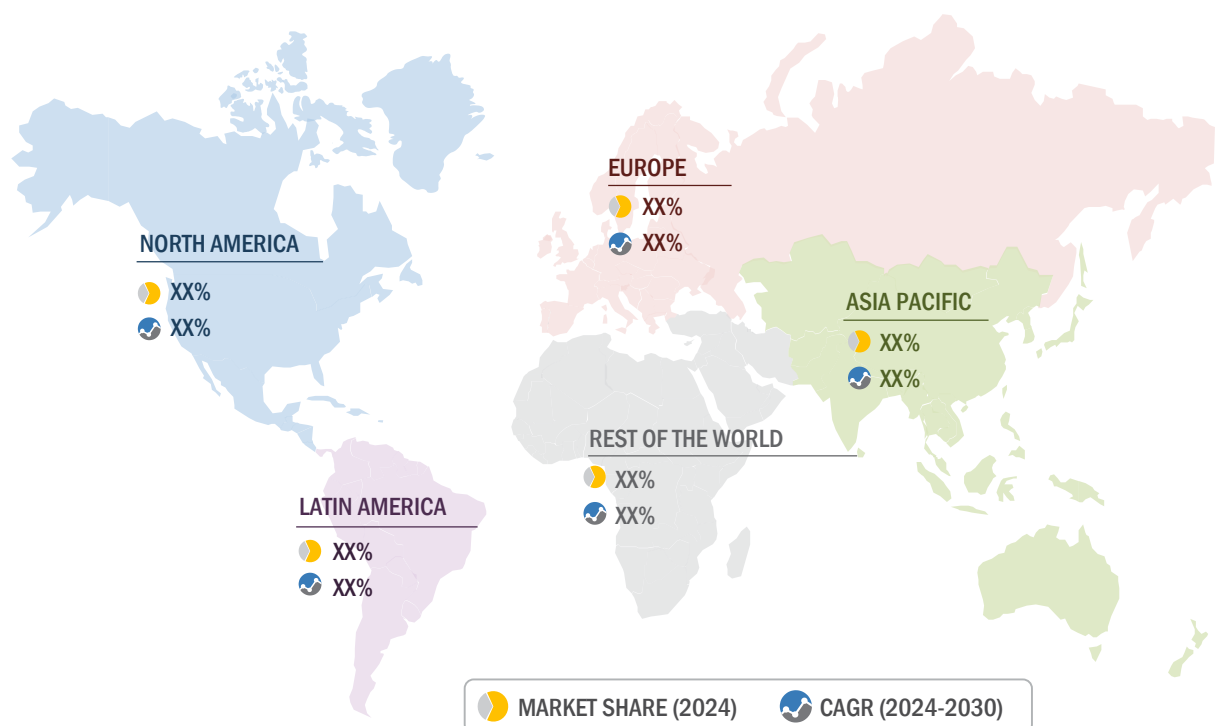 EUROPE
XX%
XX%
NORTH AMERICA
XX%
XX%
ASIA PACIFIC
XX%
XX%
REST OF THE WORLD
XX%
XX%
LATIN AMERICA
XX%
XX%
MARKET SHARE (2024) CAGR (2024-2030)